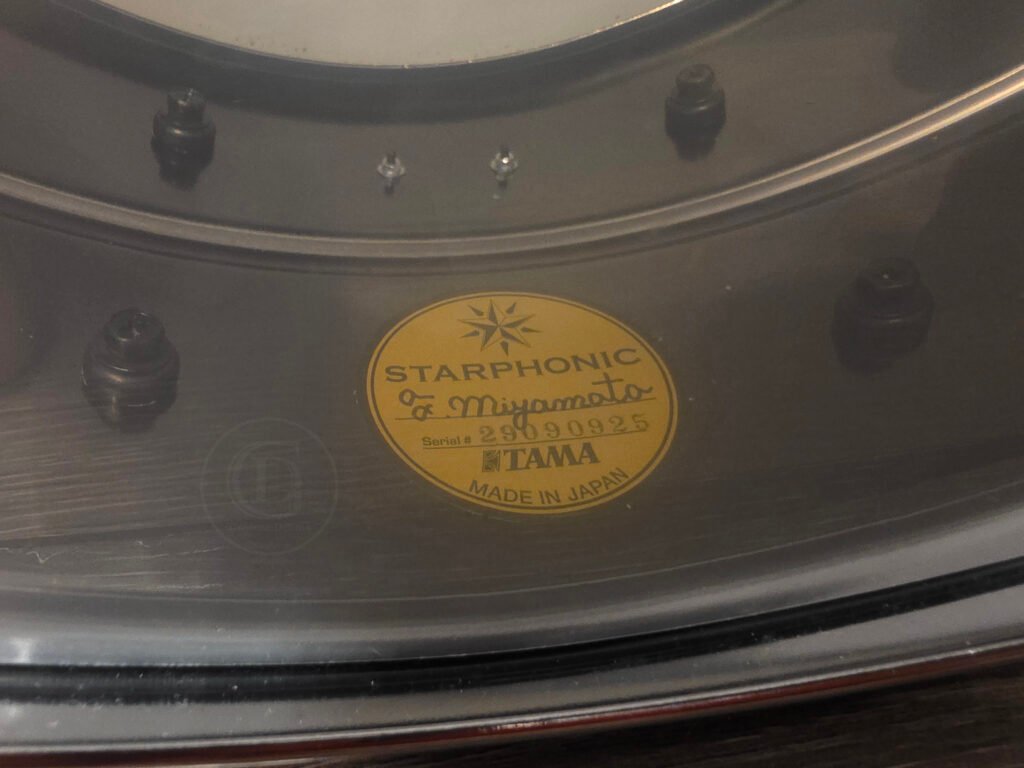 STARPHONIC
Miyamoto
Serial # 29090925
TAMA
MADE IN JAPAN